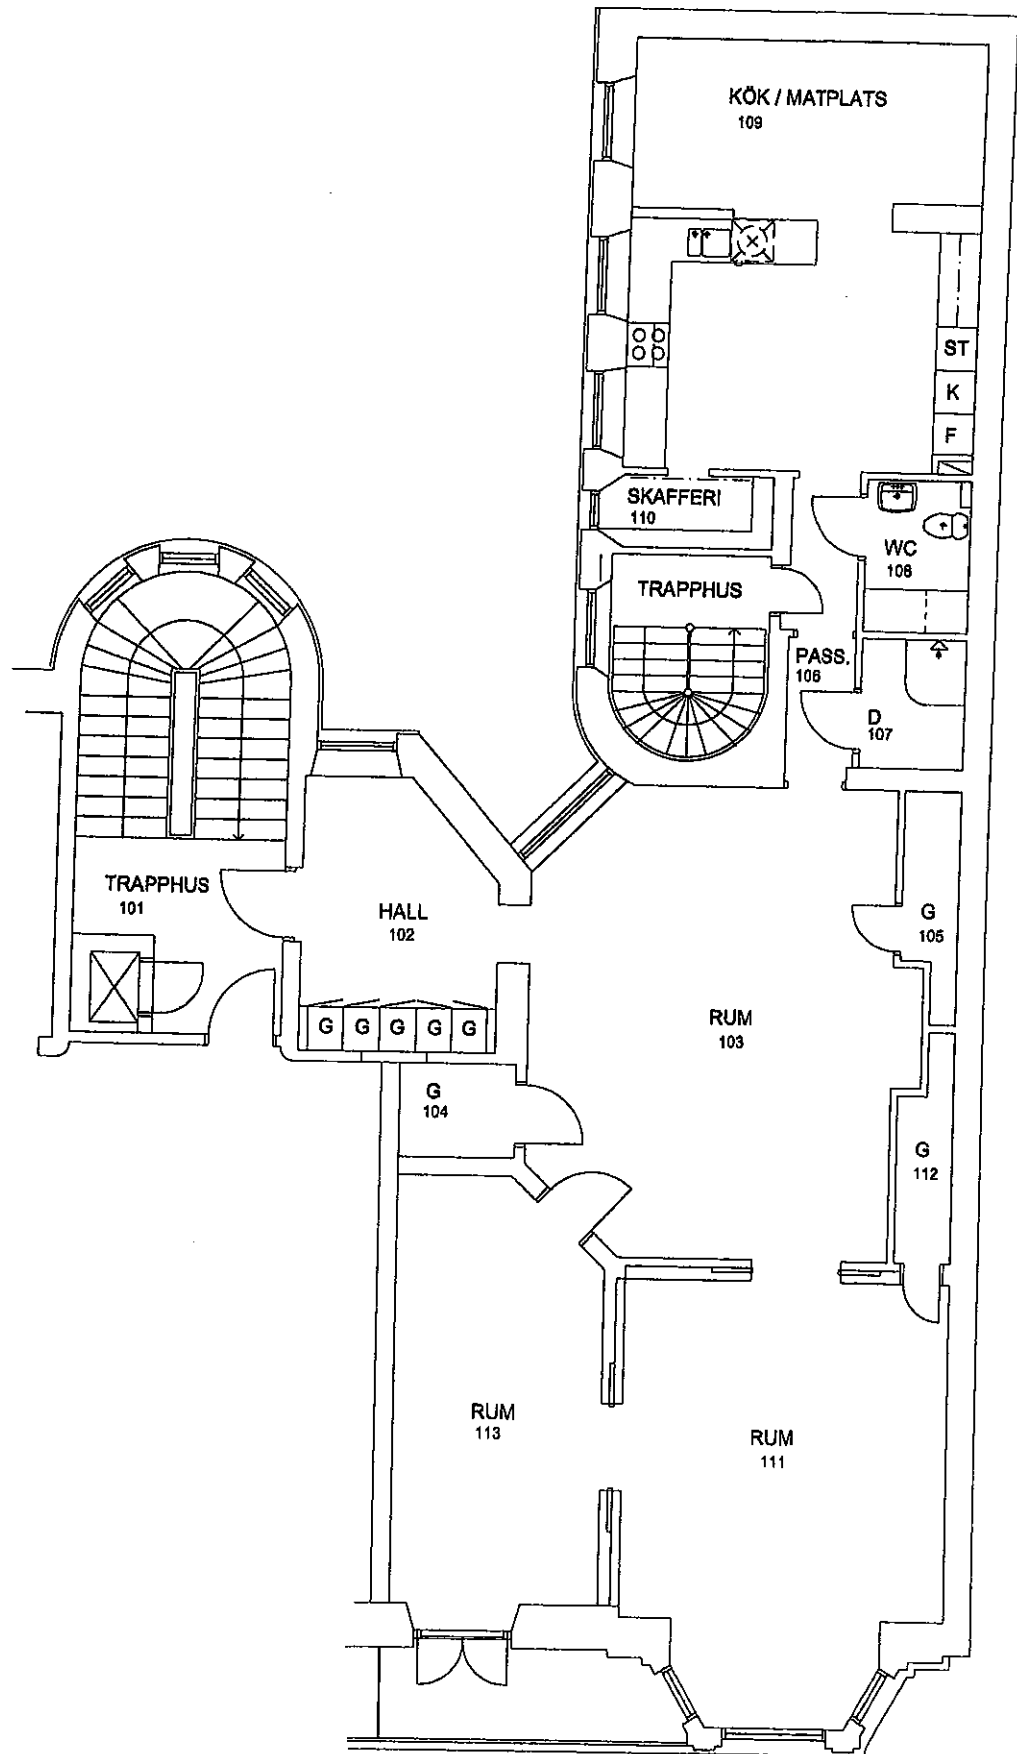 KÖK / MATPLATS
109
ST
K
F
SKAFFERI
110
WC
108
TRAPPHUS
PASS.
106
D
107
TRAPPHUS
101
HALL
102
G
105
G G G G G
RUM
103
G
104
G
112
RUM
113
RUM
111